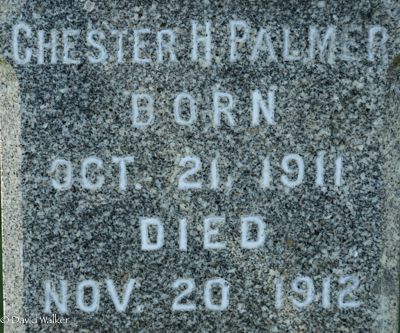 CHESTER H. PALMER
BORN
OCT. 21, 1911
DIED
NOV. 20, 1912
© David Walker